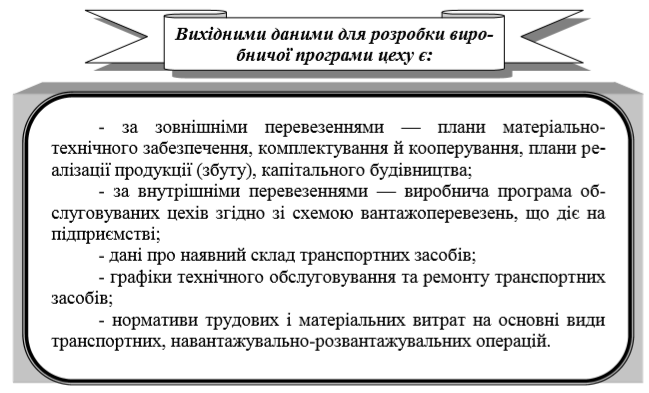 Вихідними даними для розробки виро-
бничої програми цеху є:
- за зовнішніми перевезеннями — плани матеріально-
технічного забезпечення, комплектування й кооперування, плани ре-
алізації продукції (збуту), капітального будівництва;
- за внутрішніми перевезеннями — виробнича програма об-
слуговуваних цехів згідно зі схемою вантажоперевезень, що діє на
підприємстві;
- дані про наявний склад транспортних засобів;
- графіки технічного обслуговування та ремонту транспортних
засобів;
- нормативи трудових і матеріальних витрат на основні види
транспортних, навантажувально-розвантажувальних операцій.